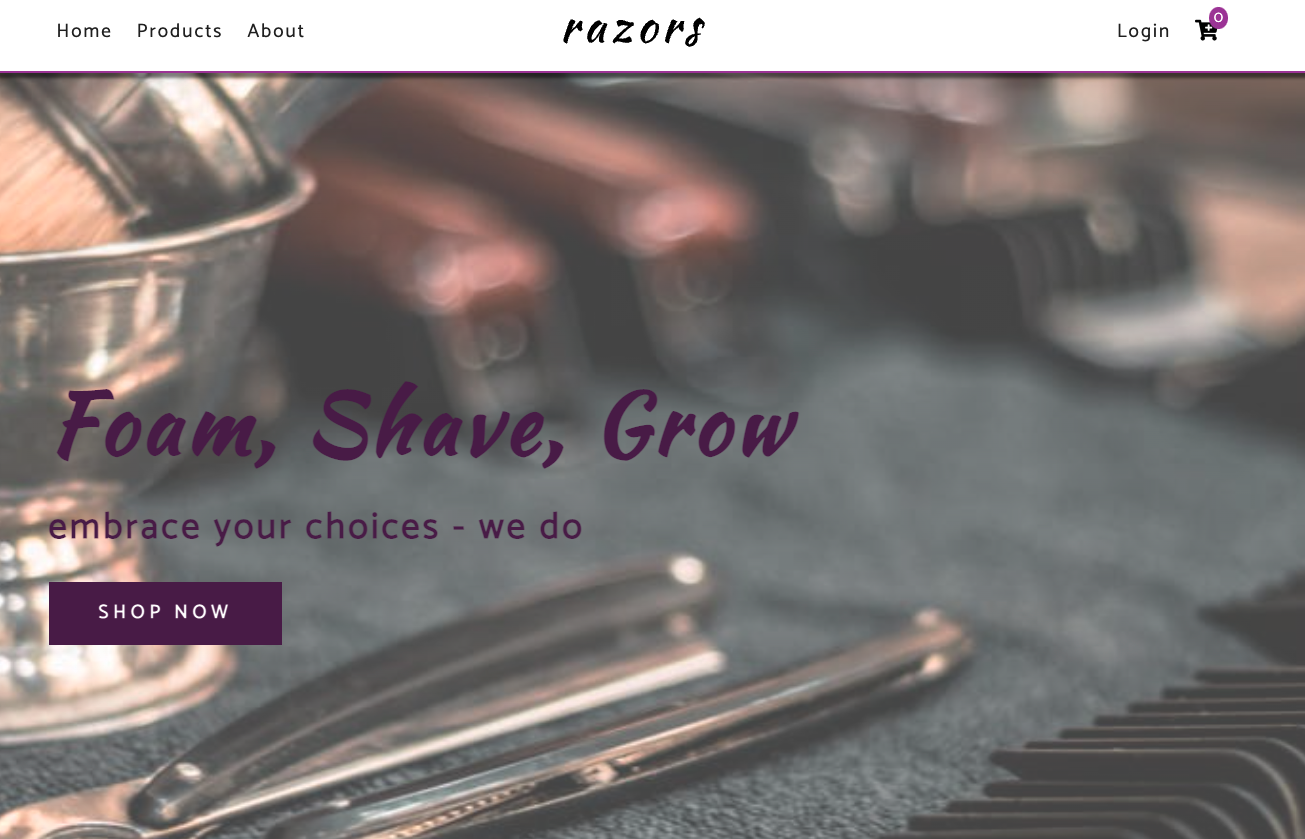 Home Products About
razors
Login
0
Foam, Shave, Grow
embrace your choices - we do
SHOP NOW